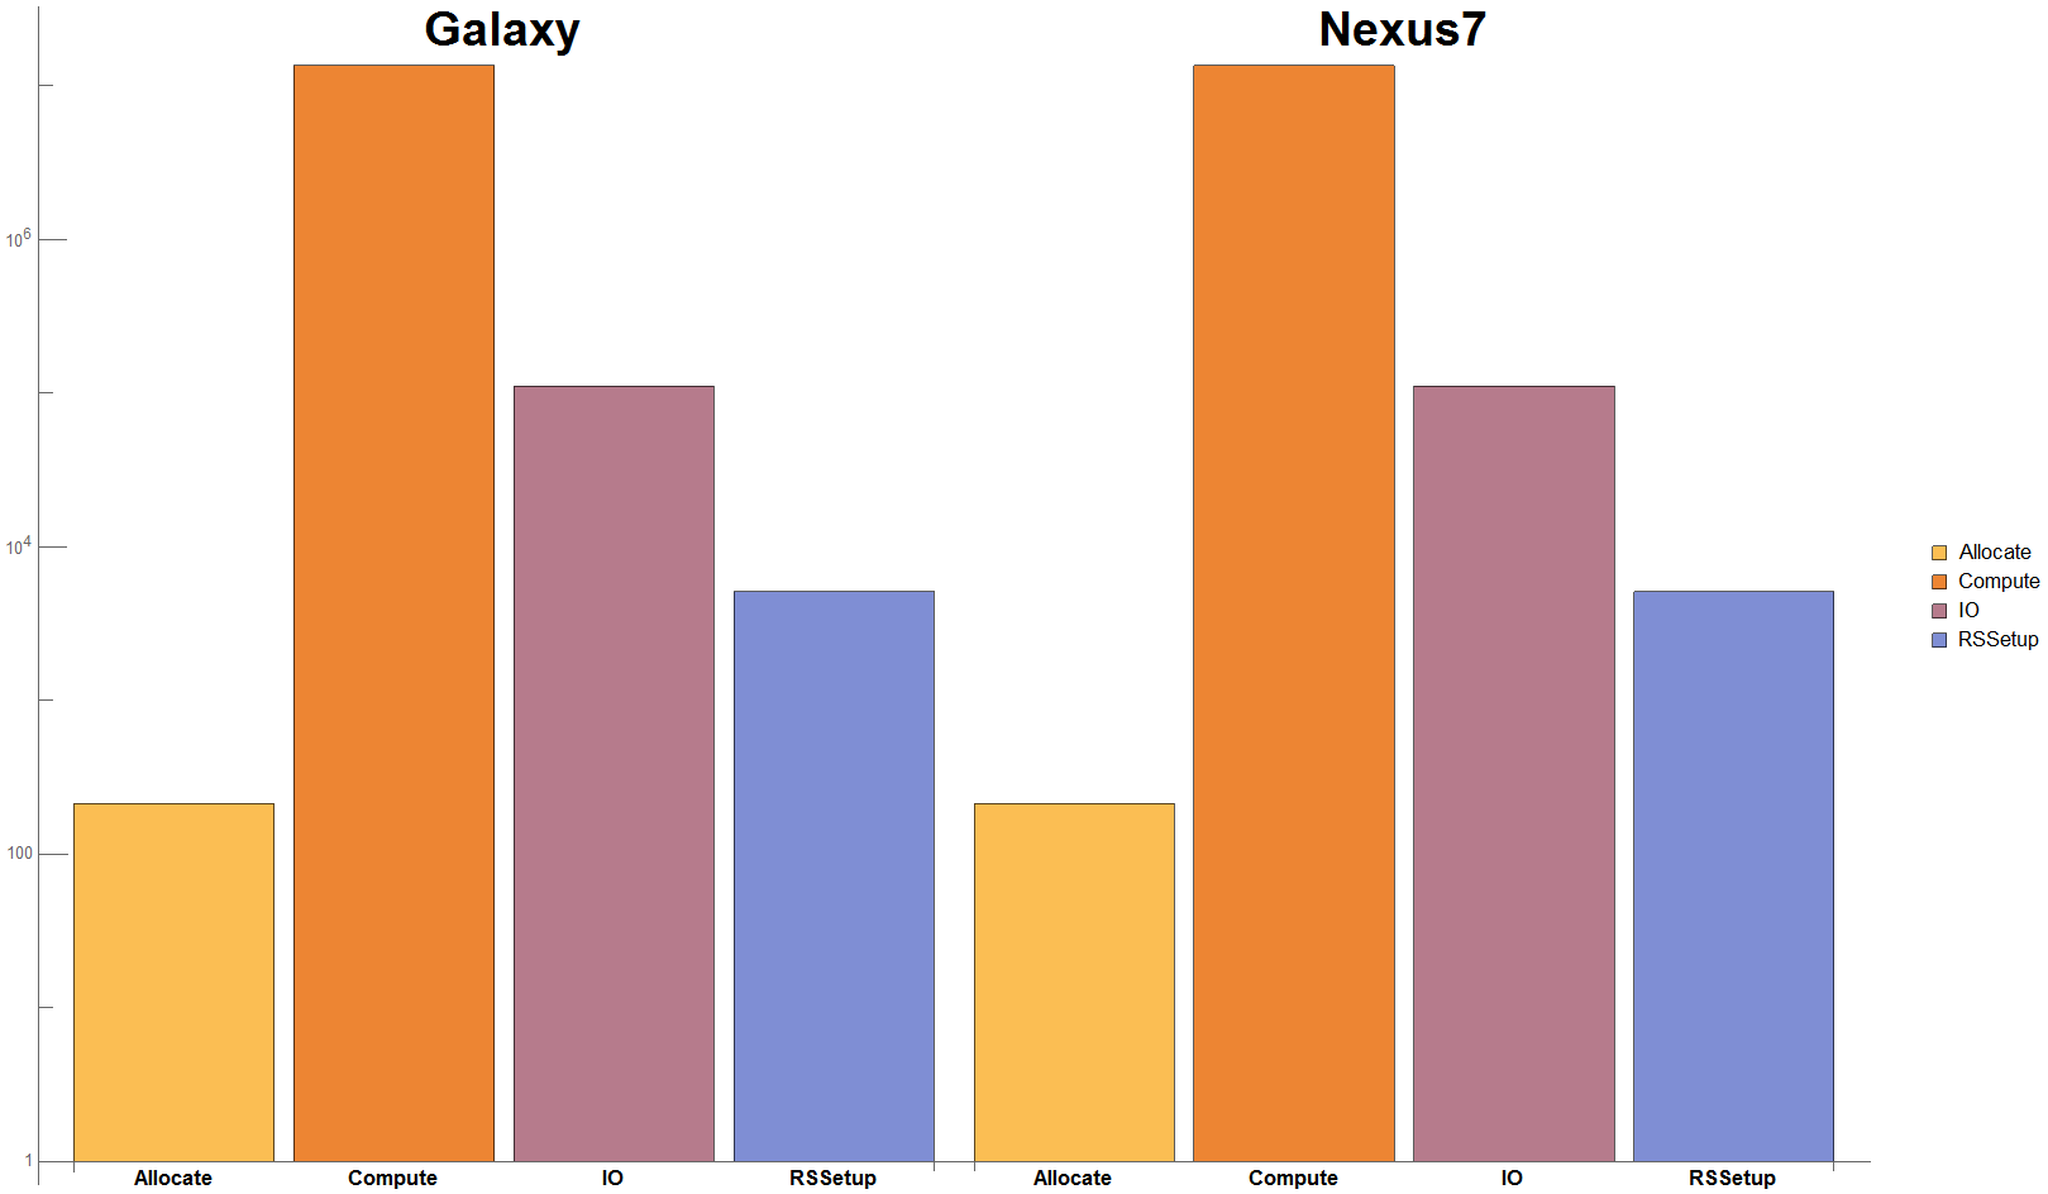 Galaxy Nexus7
10^6
10^4
100
1
Allocate
Compute
IO
RSSetup
Allocate Compute IO RSSetup Allocate Compute IO RSSetup